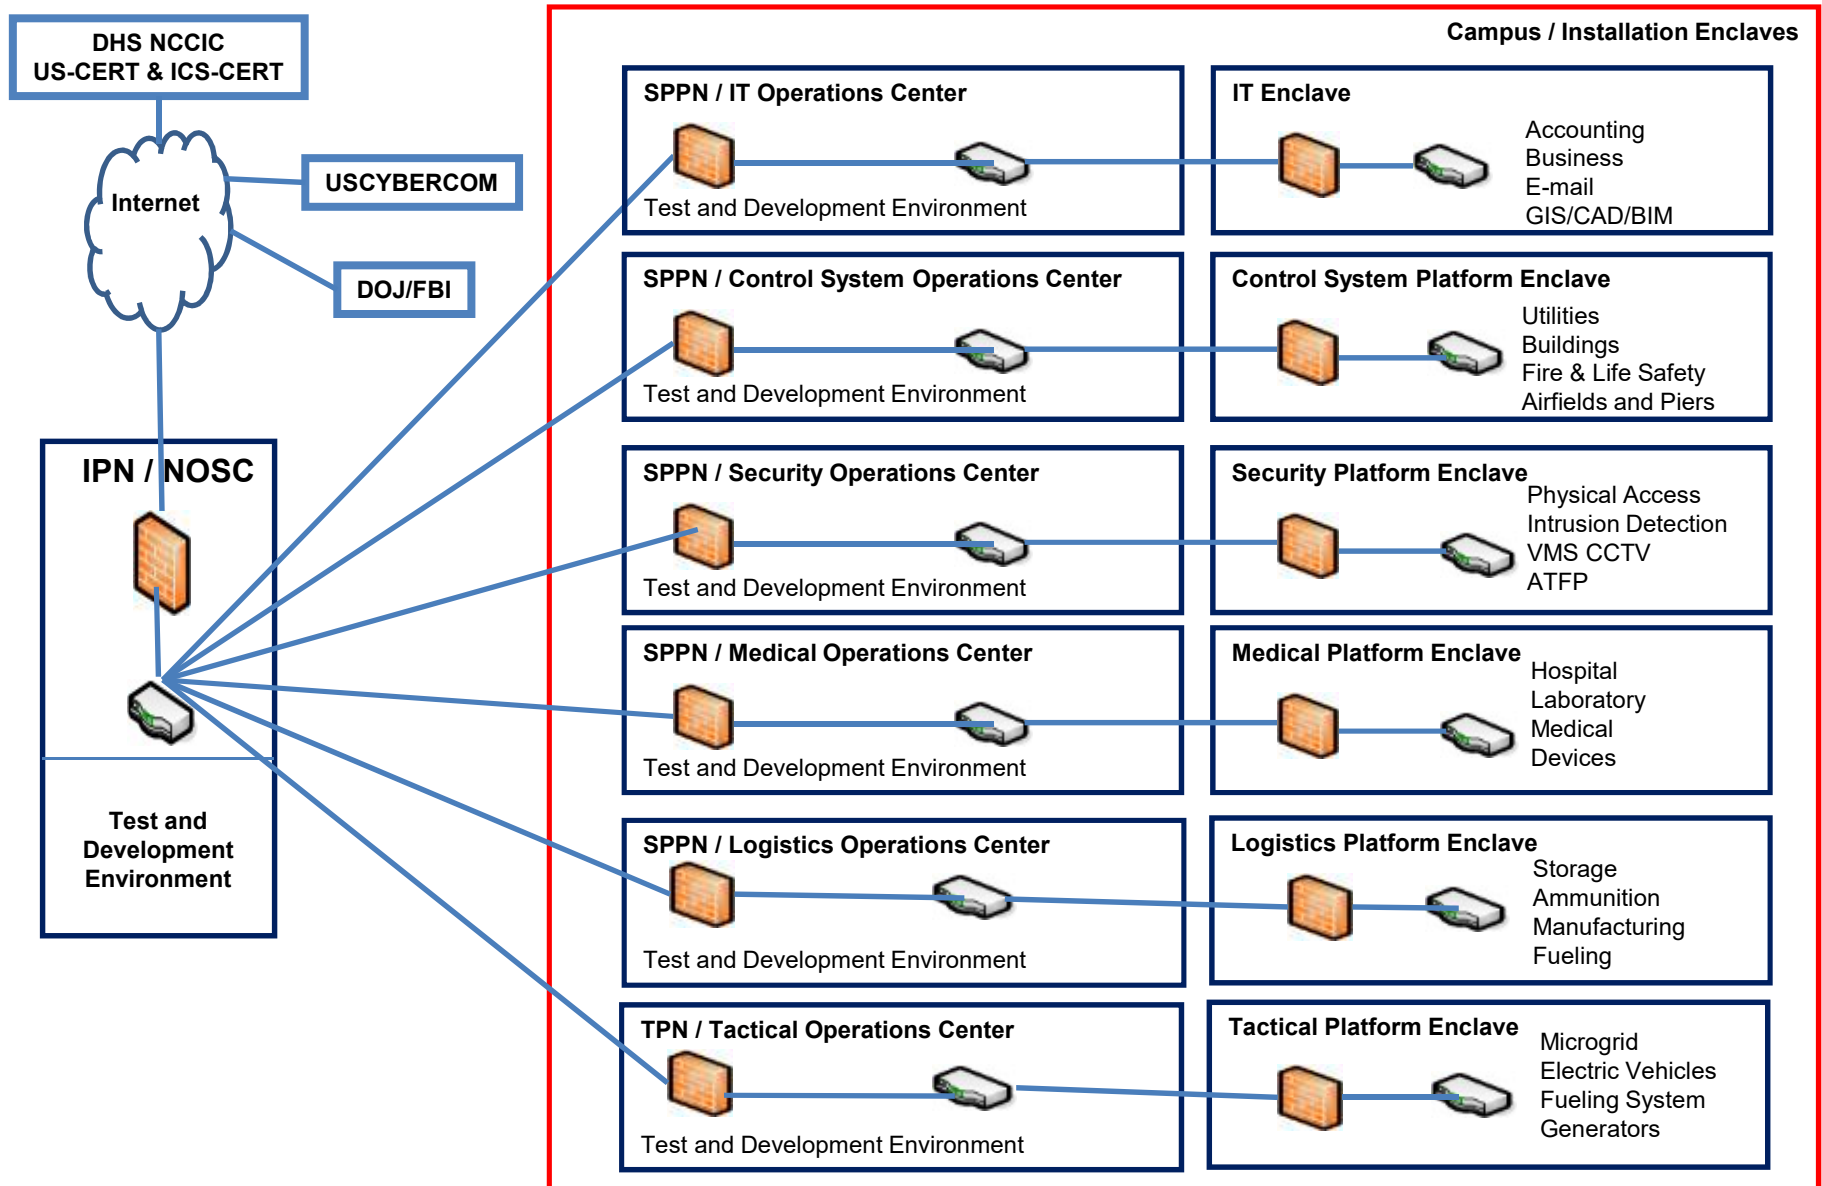 DHS NCCIC
US-CERT & ICS-CERT
Internet
USCYBERCOM
DOJ/FBI
IPN / NOSC
Test and
Development
Environment
Campus / Installation Enclaves
SPPN / IT Operations Center
Test and Development Environment
IT Enclave
Accounting
Business
E-mail
GIS/CAD/BIM
SPPN / Control System Operations Center
Test and Development Environment
Control System Platform Enclave
Utilities
Buildings
Fire & Life Safety
Airfields and Piers
SPPN / Security Operations Center
Test and Development Environment
Security Platform Enclave
Physical Access
Intrusion Detection
VMS CCTV
ATFP
SPPN / Medical Operations Center
Test and Development Environment
Medical Platform Enclave
Hospital
Laboratory
Medical
Devices
SPPN / Logistics Operations Center
Test and Development Environment
Logistics Platform Enclave
Storage
Ammunition
Manufacturing
Fueling
TPN / Tactical Operations Center
Test and Development Environment
Tactical Platform Enclave
Microgrid
Electric Vehicles
Fueling System
Generators